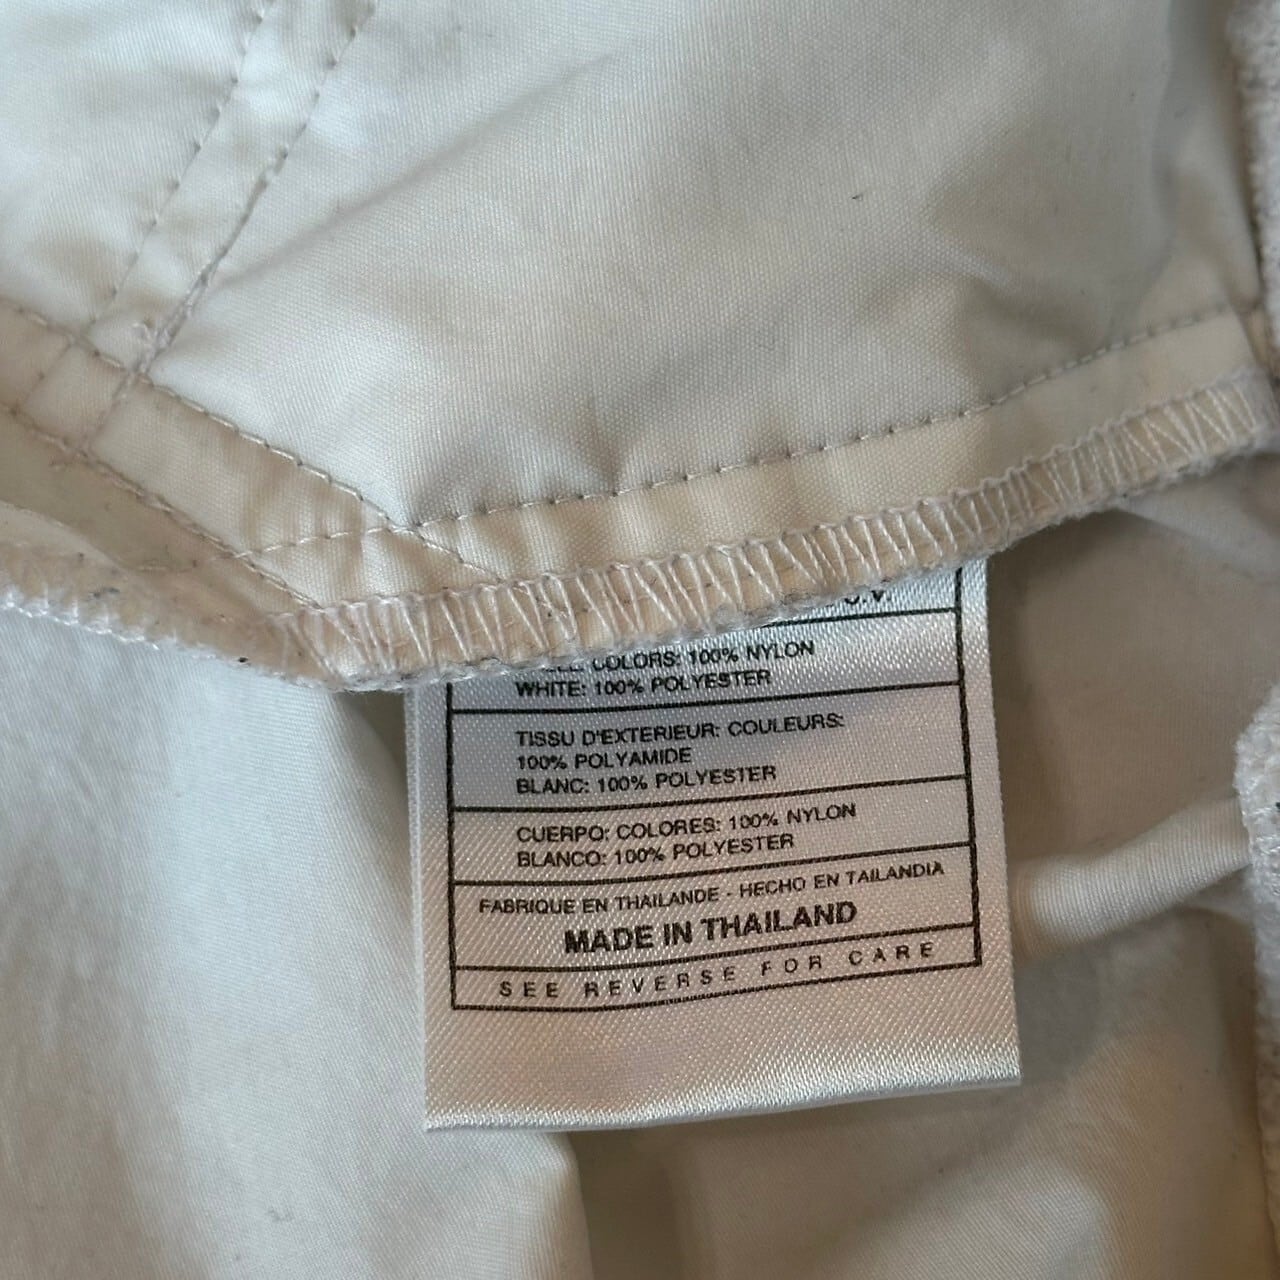 COLORS: 100% NYLON
WHITE: 100% POLYESTER
TISSU D'EXTERIEUR: COULEURS:
100% POLYAMIDE
BLANC: 100% POLYESTER
CUERPO: COLORES: 100% NYLON
BLANCO: 100% POLYESTER
FABRIQUE EN THAILANDE - HECHO EN TAILANDIA
MADE IN THAILAND
SEE REVERSE FOR CARE